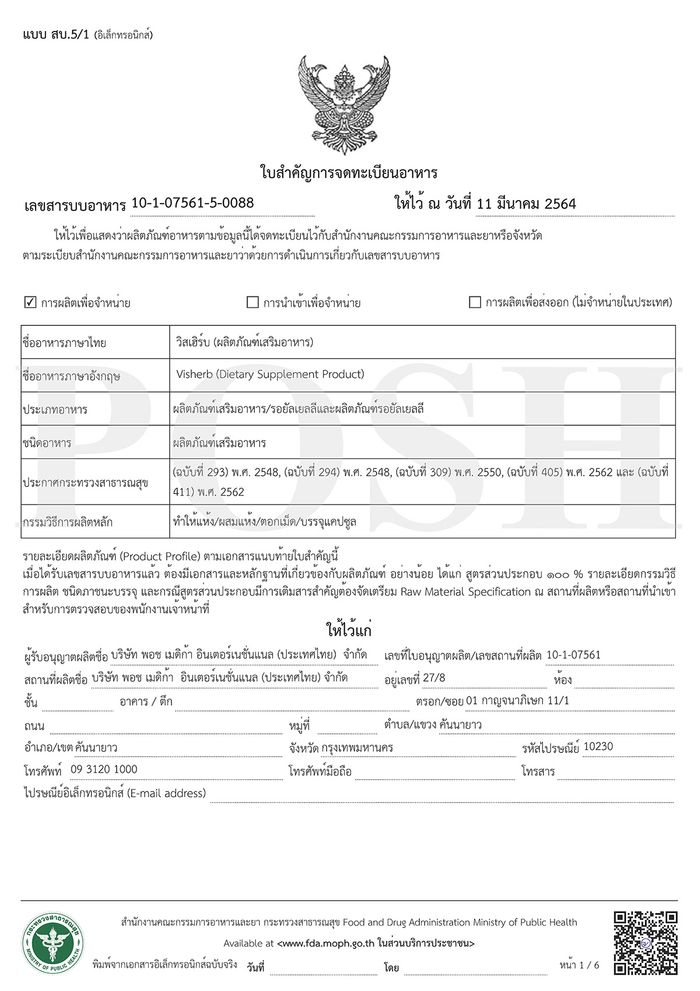 แบบ สบ.5/1 (อิเล็กทรอนิกส์)
ใบสำคัญการจดทะเบียนอาหาร
เลขสารบบอาหาร 10-1-07561-5-0088 ให้ไว้ ณ วันที่ 11 มีนาคม 2564
ให้ไว้เพื่อแสดงว่าผลิตภัณฑ์อาหารตามข้อมูลนี้ได้จดทะเบียนไว้กับสำนักงานคณะกรรมการอาหารและยาหรือจังหวัด
ตามระเบียบสำนักงานคณะกรรมการอาหารและยาว่าด้วยการดำเนินการเกี่ยวกับเลขสารบบอาหาร
☑ การผลิตเพื่อจำหน่าย ☐ การนำเข้าเพื่อจำหน่าย ☐ การผลิตเพื่อส่งออก (ไม่จำหน่ายในประเทศ)
ชื่ออาหารภาษาไทย วิสเฮิร์บ (ผลิตภัณฑ์เสริมอาหาร)
ชื่ออาหารภาษาอังกฤษ Visherb (Dietary Supplement Product)
ประเภทอาหาร ผลิตภัณฑ์เสริมอาหาร/รอยัลเยลลีและผลิตภัณฑ์รอยัลเยลลี
ชนิดอาหาร ผลิตภัณฑ์เสริมอาหาร
ประกาศกระทรวงสาธารณสุข (ฉบับที่ 293) พ.ศ. 2548, (ฉบับที่ 294) พ.ศ. 2548, (ฉบับที่ 309) พ.ศ. 2550, (ฉบับที่ 405) พ.ศ. 2562 และ (ฉบับที่
411) พ.ศ. 2562
กรรมวิธีการผลิตหลัก ทำให้แห้ง/ผสมแห้ง/ตอกเม็ด/บรรจุแคปซูล
POSH
รายละเอียดผลิตภัณฑ์ (Product Profile) ตามเอกสารแนบท้ายใบสำคัญนี้
เมื่อได้รับเลขสารบบอาหารแล้ว ต้องมีเอกสารและหลักฐานที่เกี่ยวข้องกับผลิตภัณฑ์ อย่างน้อย ได้แก่ สูตรส่วนประกอบ ๑๐๐ % รายละเอียดกรรมวิธี
การผลิต ชนิดภาชนะบรรจุ และกรณีสูตรส่วนประกอบมีการเติมสารสำคัญต้องจัดเตรียม Raw Material Specification ณ สถานที่ผลิตหรือสถานที่นำเข้า
สำหรับการตรวจสอบของพนักงานเจ้าหน้าที่
ให้ไว้แก่
ผู้รับอนุญาตผลิตชื่อ บริษัท พอช เมดิก้า อินเตอร์เนชั่นแนล (ประเทศไทย) จำกัด เลขที่ใบอนุญาตผลิต/เลขสถานที่ผลิต 10-1-07561
สถานที่ผลิตชื่อ บริษัท พอช เมดิก้า อินเตอร์เนชั่นแนล (ประเทศไทย) จำกัด อยู่เลขที่ 27/8 ห้อง
ชั้น อาคาร / ตึก ตรอก/ซอย 01 กาญจนาภิเษก 11/1
ถนน หมู่ที่ ตำบล/แขวง คันนายาว
อำเภอ/เขต คันนายาว จังหวัด กรุงเทพมหานคร รหัสไปรษณีย์ 10230
โทรศัพท์ 09 3120 1000 โทรศัพท์มือถือ โทรสาร
ไปรษณีย์อิเล็กทรอนิกส์ (E-mail address)
กระทรวงสาธารณสุข
MINISTRY OF PUBLIC HEALTH
สำนักงานคณะกรรมการอาหารและยา กระทรวงสาธารณสุข Food and Drug Administration Ministry of Public Health
Available at <www.fda.moph.go.th ในส่วนบริการประชาชน>
พิมพ์จากเอกสารอิเล็กทรอนิกส์ฉบับจริง วันที่ โดย หน้า 1 / 6